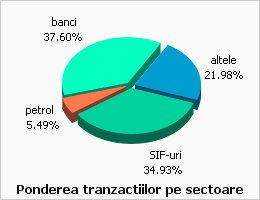 banci
37.60%
altele
21.98%
petrol
5.49%
SIF-uri
34.93%
Ponderea tranzactiilor pe sectoare